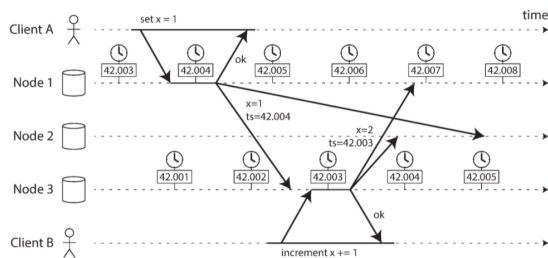 time
set x = 1
Client A
ok
42.003 42.004 42.005 42.006 42.007 42.008
Node 1
x=1
ts=42.004
x=2
ts=42.003
Node 2
42.001 42.002 42.003 42.004 42.005
Node 3
ok
Client B
increment x += 1